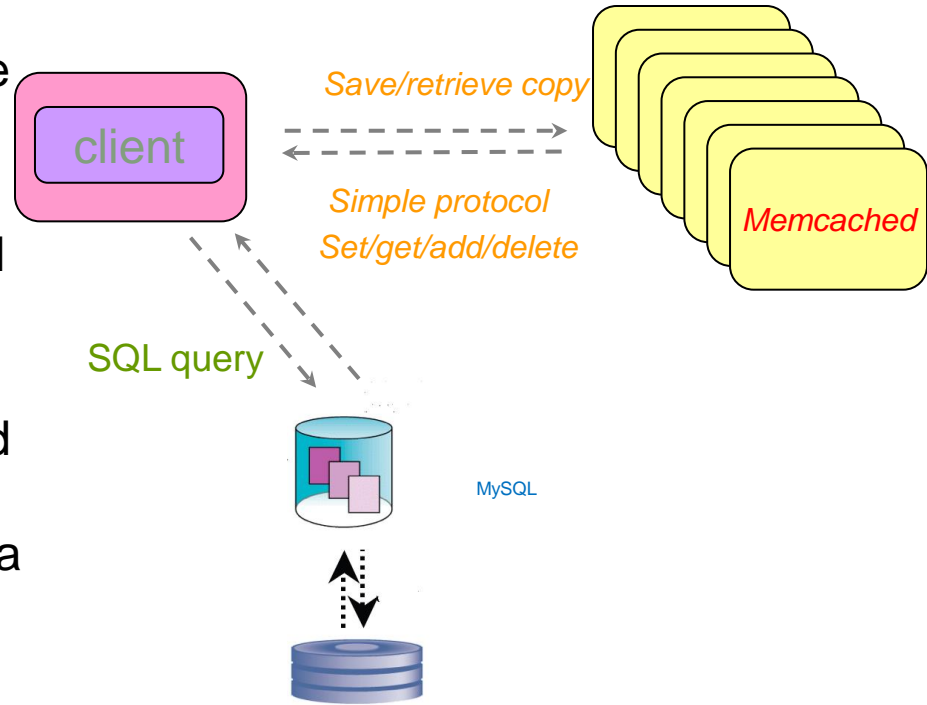 e
client
Save/retrieve copy
Simple protocol
Set/get/add/delete
Memcached
l
SQL query
d
MySQL
a